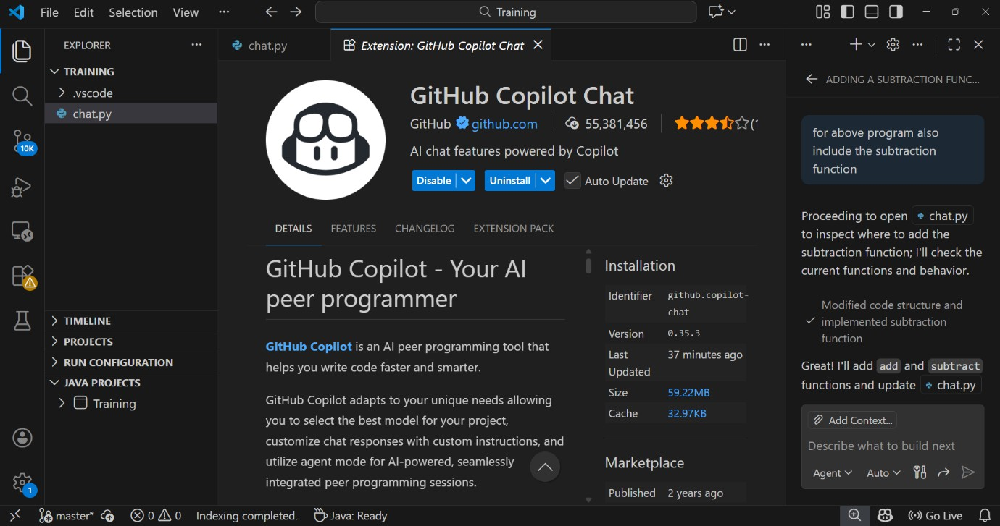 File Edit Selection View ··· Training
EXPLORER ···
TRAINING
.vscode
chat.py
10K
TIMELINE
PROJECTS
RUN CONFIGURATION
JAVA PROJECTS
Training
1
chat.py
Extension: GitHub Copilot Chat
GitHub Copilot Chat
GitHub github.com 55,381,456
AI chat features powered by Copilot
Disable Uninstall Auto Update
DETAILS FEATURES CHANGELOG EXTENSION PACK
GitHub Copilot - Your AI
peer programmer
GitHub Copilot is an AI peer programming tool that
helps you write code faster and smarter.
GitHub Copilot adapts to your unique needs allowing
you to select the best model for your project,
customize chat responses with custom instructions, and
utilize agent mode for AI-powered, seamlessly
integrated peer programming sessions.
Installation
Identifier github.copilot-
chat
Version 0.35.3
Last 37 minutes ago
Updated
Size 59.22MB
Cache 32.97KB
Marketplace
Published 2 years ago
ADDING A SUBTRACTION FUNC...
for above program also
include the subtraction
function
Proceeding to open chat.py
to inspect where to add the
subtraction function; I'll check the
current functions and behavior.
Modified code structure and
implemented subtraction
function
Great! I'll add add and subtract
functions and update chat.py
Add Context...
Describe what to build next
Agent Auto
master* 0 0 Indexing completed. Java: Ready Go Live